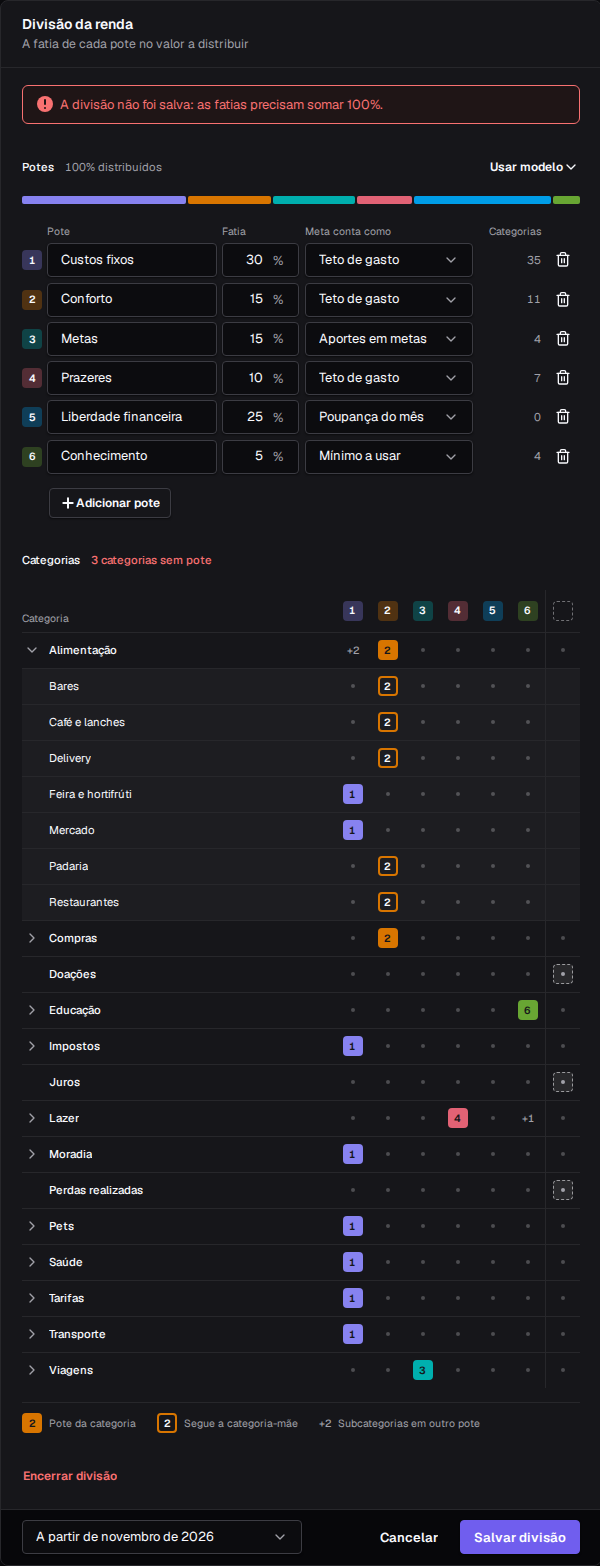 Divisão da renda
A fatia de cada pote no valor a distribuir
A divisão não foi salva: as fatias precisam somar 100%.
Potes 100% distribuídos Usar modelo
Pote Fatia Meta conta como Categorias
1 Custos fixos 30 % Teto de gasto 35
2 Conforto 15 % Teto de gasto 11
3 Metas 15 % Aportes em metas 4
4 Prazeres 10 % Teto de gasto 7
5 Liberdade financeira 25 % Poupança do mês 0
6 Conhecimento 5 % Mínimo a usar 4
Adicionar pote
Categorias 3 categorias sem pote
Categoria 1 2 3 4 5 6
Alimentação +2 2
Bares 2
Café e lanches 2
Delivery 2
Feira e hortifrúti 1
Mercado 1
Padaria 2
Restaurantes 2
Compras 2
Doações
Educação 6
Impostos 1
Juros
Lazer 4 +1
Moradia 1
Perdas realizadas
Pets 1
Saúde 1
Tarifas 1
Transporte 1
Viagens 3
2 Pote da categoria 2 Segue a categoria-mãe +2 Subcategorias em outro pote
Encerrar divisão
A partir de novembro de 2026 Cancelar Salvar divisão